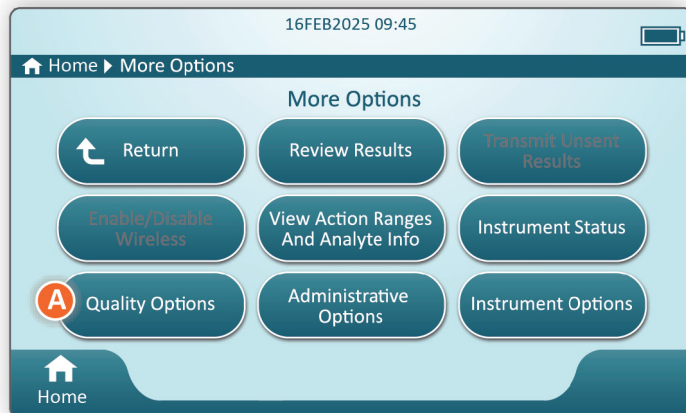 16FEB2025 09:45
Home More Options
More Options
Return
Review Results
Transmit Unsent
Results
Enable/Disable
Wireless
View Action Ranges
And Analyte Info
Instrument Status
A
Quality Options
Administrative
Options
Instrument Options
Home